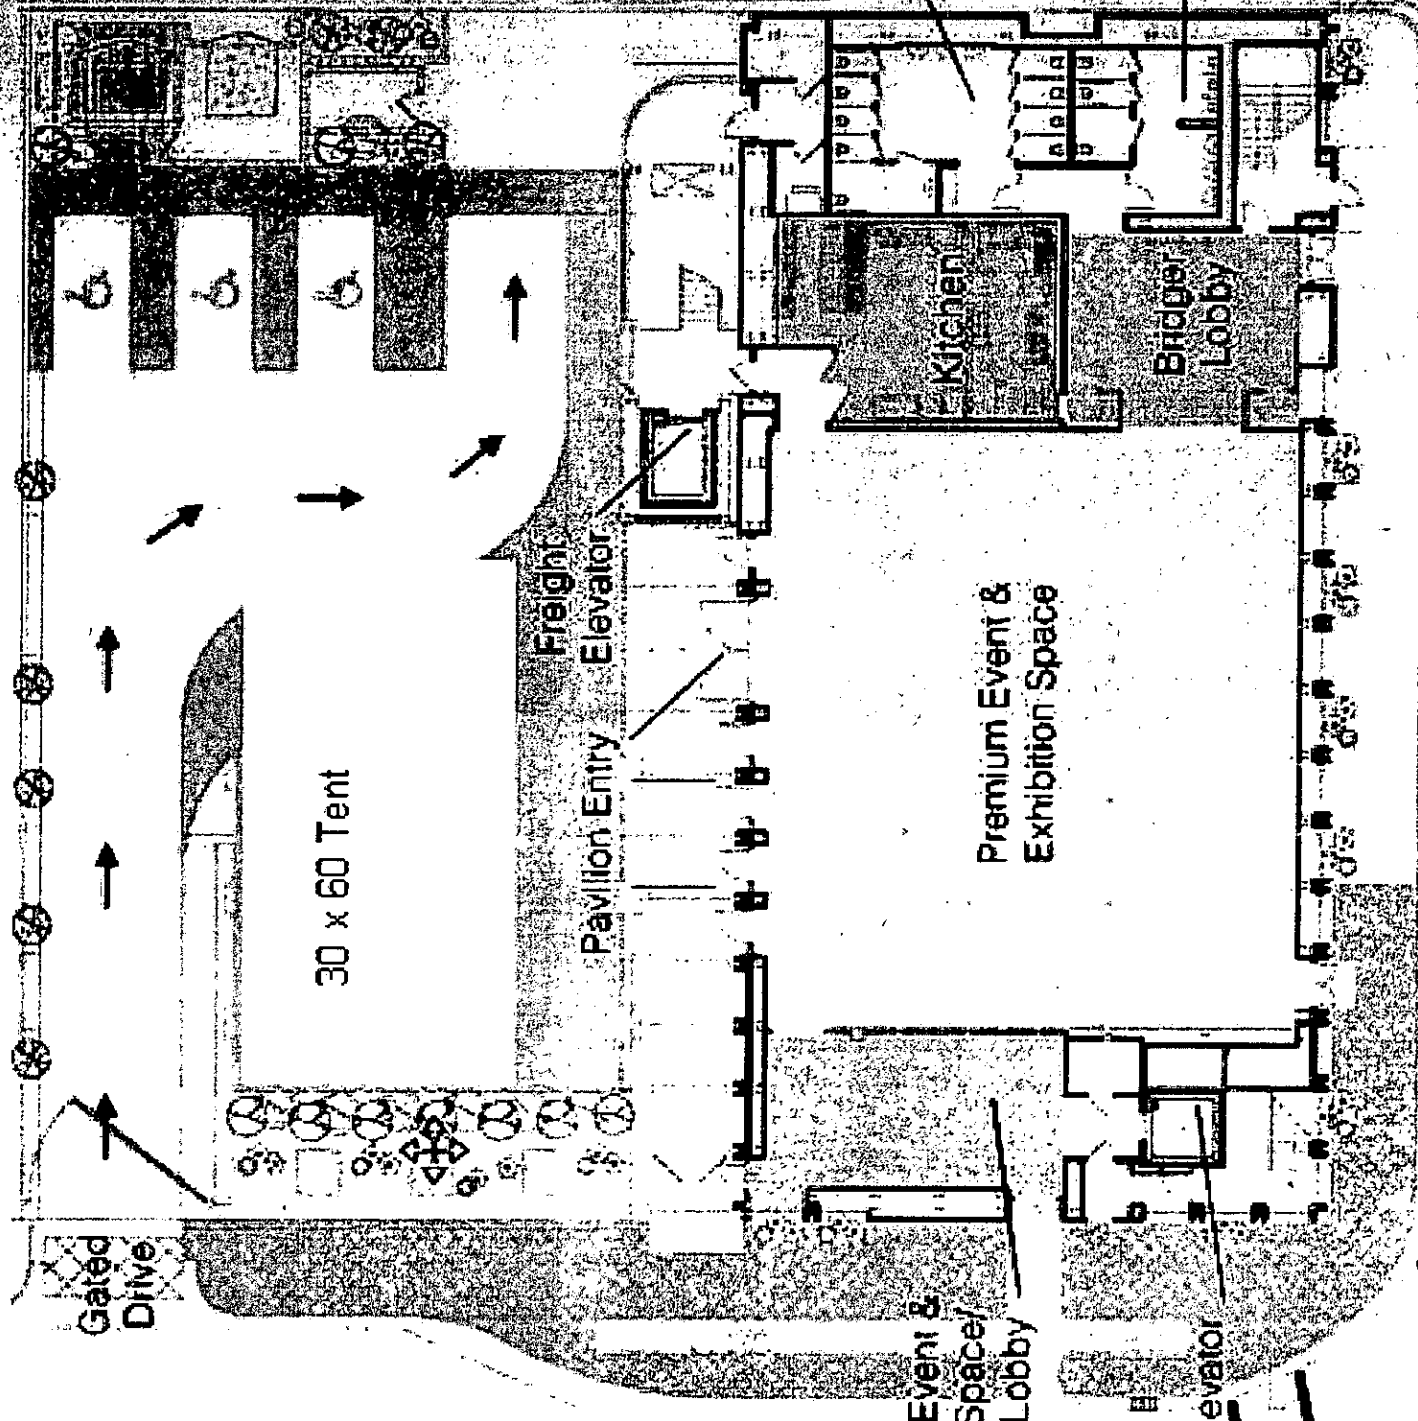 Gated
Drive
30 x 60 Tent
Freight
Elevator
Pavilion Entry
Kitchen
Bridger
Lobby
Premium Event &
Exhibition Space
Event &
Space/
Lobby
evator